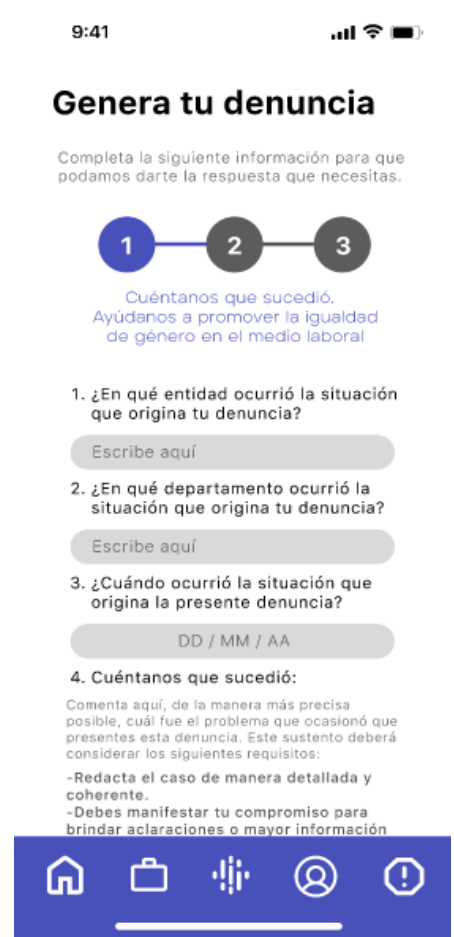 9:41
Genera tu denuncia
Completa la siguiente información para que
podamos darte la respuesta que necesitas.
1 2 3
Cuéntanos que sucedió.
Ayúdanos a promover la igualdad
de género en el medio laboral
1. ¿En qué entidad ocurrió la situación
que origina tu denuncia?
Escribe aquí
2. ¿En qué departamento ocurrió la
situación que origina tu denuncia?
Escribe aquí
3. ¿Cuándo ocurrió la situación que
origina la presente denuncia?
DD / MM / AA
4. Cuéntanos que sucedió:
Comenta aquí, de la manera más precisa
posible, cuál fue el problema que ocasionó que
presentes esta denuncia. Este sustento deberá
considerar los siguientes requisitos:
-Redacta el caso de manera detallada y
coherente.
-Debes manifestar tu compromiso para
brindar aclaraciones o mayor información